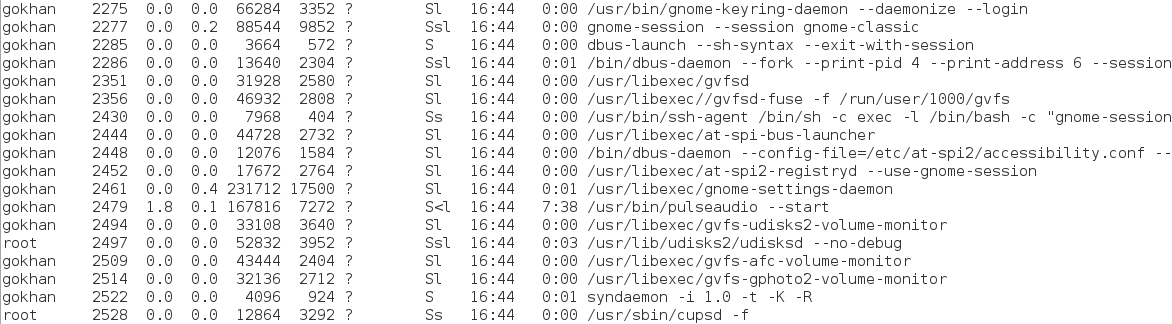 gokhan    2275  0.0  0.0  66284  3352 ?        Sl   16:44   0:00 /usr/bin/gnome-keyring-daemon --daemonize --login
gokhan    2277  0.0  0.2  88544  9852 ?        Ssl  16:44   0:00 gnome-session --session gnome-classic
gokhan    2285  0.0  0.0   3664   572 ?        S    16:44   0:00 dbus-launch --sh-syntax --exit-with-session
gokhan    2286  0.0  0.0  13640  2304 ?        Ssl  16:44   0:01 /bin/dbus-daemon --fork --print-pid 4 --print-address 6 --session
gokhan    2351  0.0  0.0  31928  2580 ?        Sl   16:44   0:00 /usr/libexec/gvfsd
gokhan    2356  0.0  0.0  46932  2808 ?        Sl   16:44   0:00 /usr/libexec//gvfsd-fuse -f /run/user/1000/gvfs
gokhan    2430  0.0  0.0   7968   404 ?        Ss   16:44   0:00 /usr/bin/ssh-agent /bin/sh -c exec -l /bin/bash -c "gnome-session
gokhan    2444  0.0  0.0  44728  2732 ?        Sl   16:44   0:00 /usr/libexec/at-spi-bus-launcher
gokhan    2448  0.0  0.0  12076  1584 ?        Sl   16:44   0:00 /bin/dbus-daemon --config-file=/etc/at-spi2/accessibility.conf --
gokhan    2452  0.0  0.0  17672  2764 ?        Sl   16:44   0:00 /usr/libexec/at-spi2-registryd --use-gnome-session
gokhan    2461  0.0  0.4 231712 17500 ?        Sl   16:44   0:01 /usr/libexec/gnome-settings-daemon
gokhan    2479  1.8  0.1 167816  7272 ?        S<l  16:44   7:38 /usr/bin/pulseaudio --start
gokhan    2494  0.0  0.0  33108  3640 ?        Sl   16:44   0:00 /usr/libexec/gvfs-udisks2-volume-monitor
root      2497  0.0  0.0  52832  3952 ?        Ssl  16:44   0:03 /usr/lib/udisks2/udisksd --no-debug
gokhan    2509  0.0  0.0  43444  2404 ?        Sl   16:44   0:00 /usr/libexec/gvfs-afc-volume-monitor
gokhan    2514  0.0  0.0  32136  2712 ?        Sl   16:44   0:00 /usr/libexec/gvfs-gphoto2-volume-monitor
gokhan    2522  0.0  0.0   4096   924 ?        S    16:44   0:01 syndaemon -i 1.0 -t -K -R
root      2528  0.0  0.0  12864  3292 ?        Ss   16:44   0:00 /usr/sbin/cupsd -f